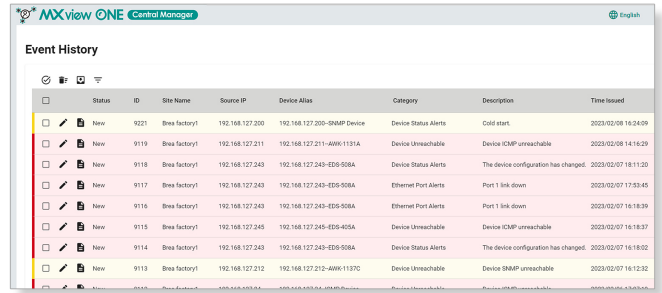 MXview ONE Central Manager English
Event History
Status ID Site Name Source IP Device Alias Category Description Time Issued
New 9221 Brea factory1 192.168.127.200 192.168.127.200--SNMP Device Device Status Alerts Cold start. 2023/02/08 16:24:09
New 9119 Brea factory1 192.168.127.211 192.168.127.211--AWK-1131A Device Unreachable Device ICMP unreachable 2023/02/08 14:16:29
New 9118 Brea factory1 192.168.127.243 192.168.127.243--EDS-508A Device Status Alerts The device configuration has changed. 2023/02/07 18:11:20
New 9117 Brea factory1 192.168.127.243 192.168.127.243--EDS-508A Ethernet Port Alerts Port 1 link down 2023/02/07 17:53:45
New 9116 Brea factory1 192.168.127.243 192.168.127.243--EDS-508A Ethernet Port Alerts Port 1 link down 2023/02/07 16:18:39
New 9115 Brea factory1 192.168.127.245 192.168.127.245--EDS-405A Device Unreachable Device ICMP unreachable 2023/02/07 16:18:37
New 9114 Brea factory1 192.168.127.243 192.168.127.243--EDS-508A Device Status Alerts The device configuration has changed. 2023/02/07 16:18:02
New 9113 Brea factory1 192.168.127.212 192.168.127.212--AWK-1137C Device Unreachable Device SNMP unreachable 2023/02/07 16:12:32